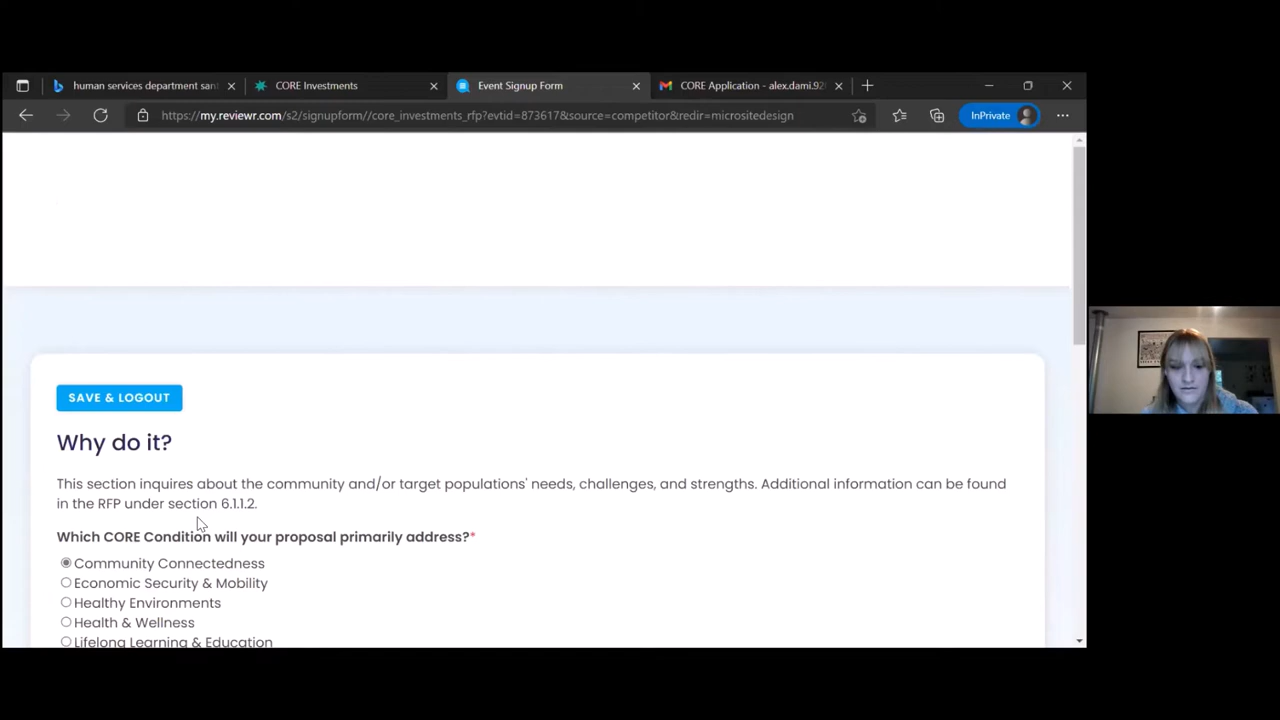 human services department sant
CORE Investments
Event Signup Form
CORE Application - alex.dami.92
https://my.reviewr.com/s2/signupform//core_investments_rfp?evtid=873617&source=competitor&redir=micrositedesign
InPrivate
SAVE & LOGOUT
Why do it?
This section inquires about the community and/or target populations' needs, challenges, and strengths. Additional information can be found
in the RFP under section 6.1.1.2.
Which CORE Condition will your proposal primarily address?*
Community Connectedness
Economic Security & Mobility
Healthy Environments
Health & Wellness
Lifelong Learning & Education